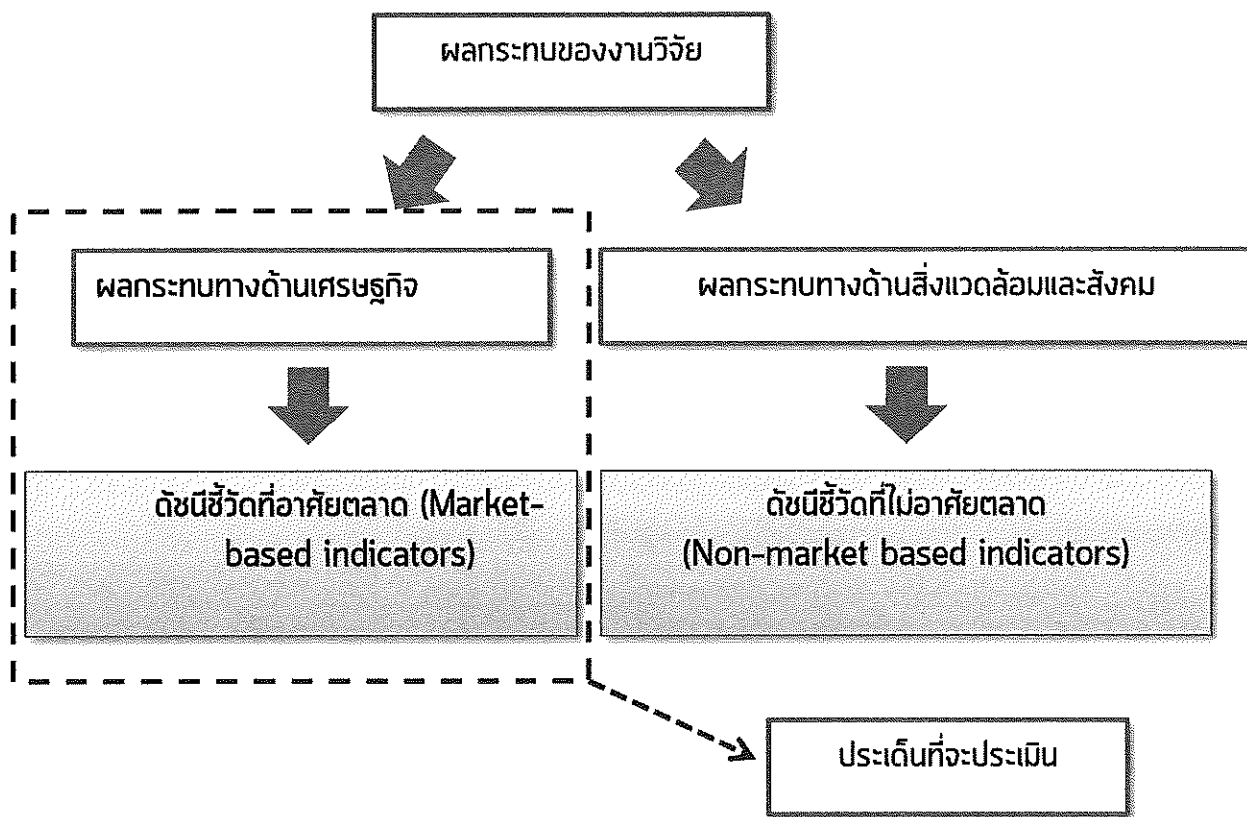 ผลกระทบของงานวิจัย
ผลกระทบทางด้านเศรษฐกิจ
ผลกระทบทางด้านสิ่งแวดล้อมและสังคม
ดัชนีชี้วัดที่อาศัยตลาด (Market-
based indicators)
ดัชนีชี้วัดที่ไม่อาศัยตลาด
(Non-market based indicators)
ประเด็นที่จะประเมิน